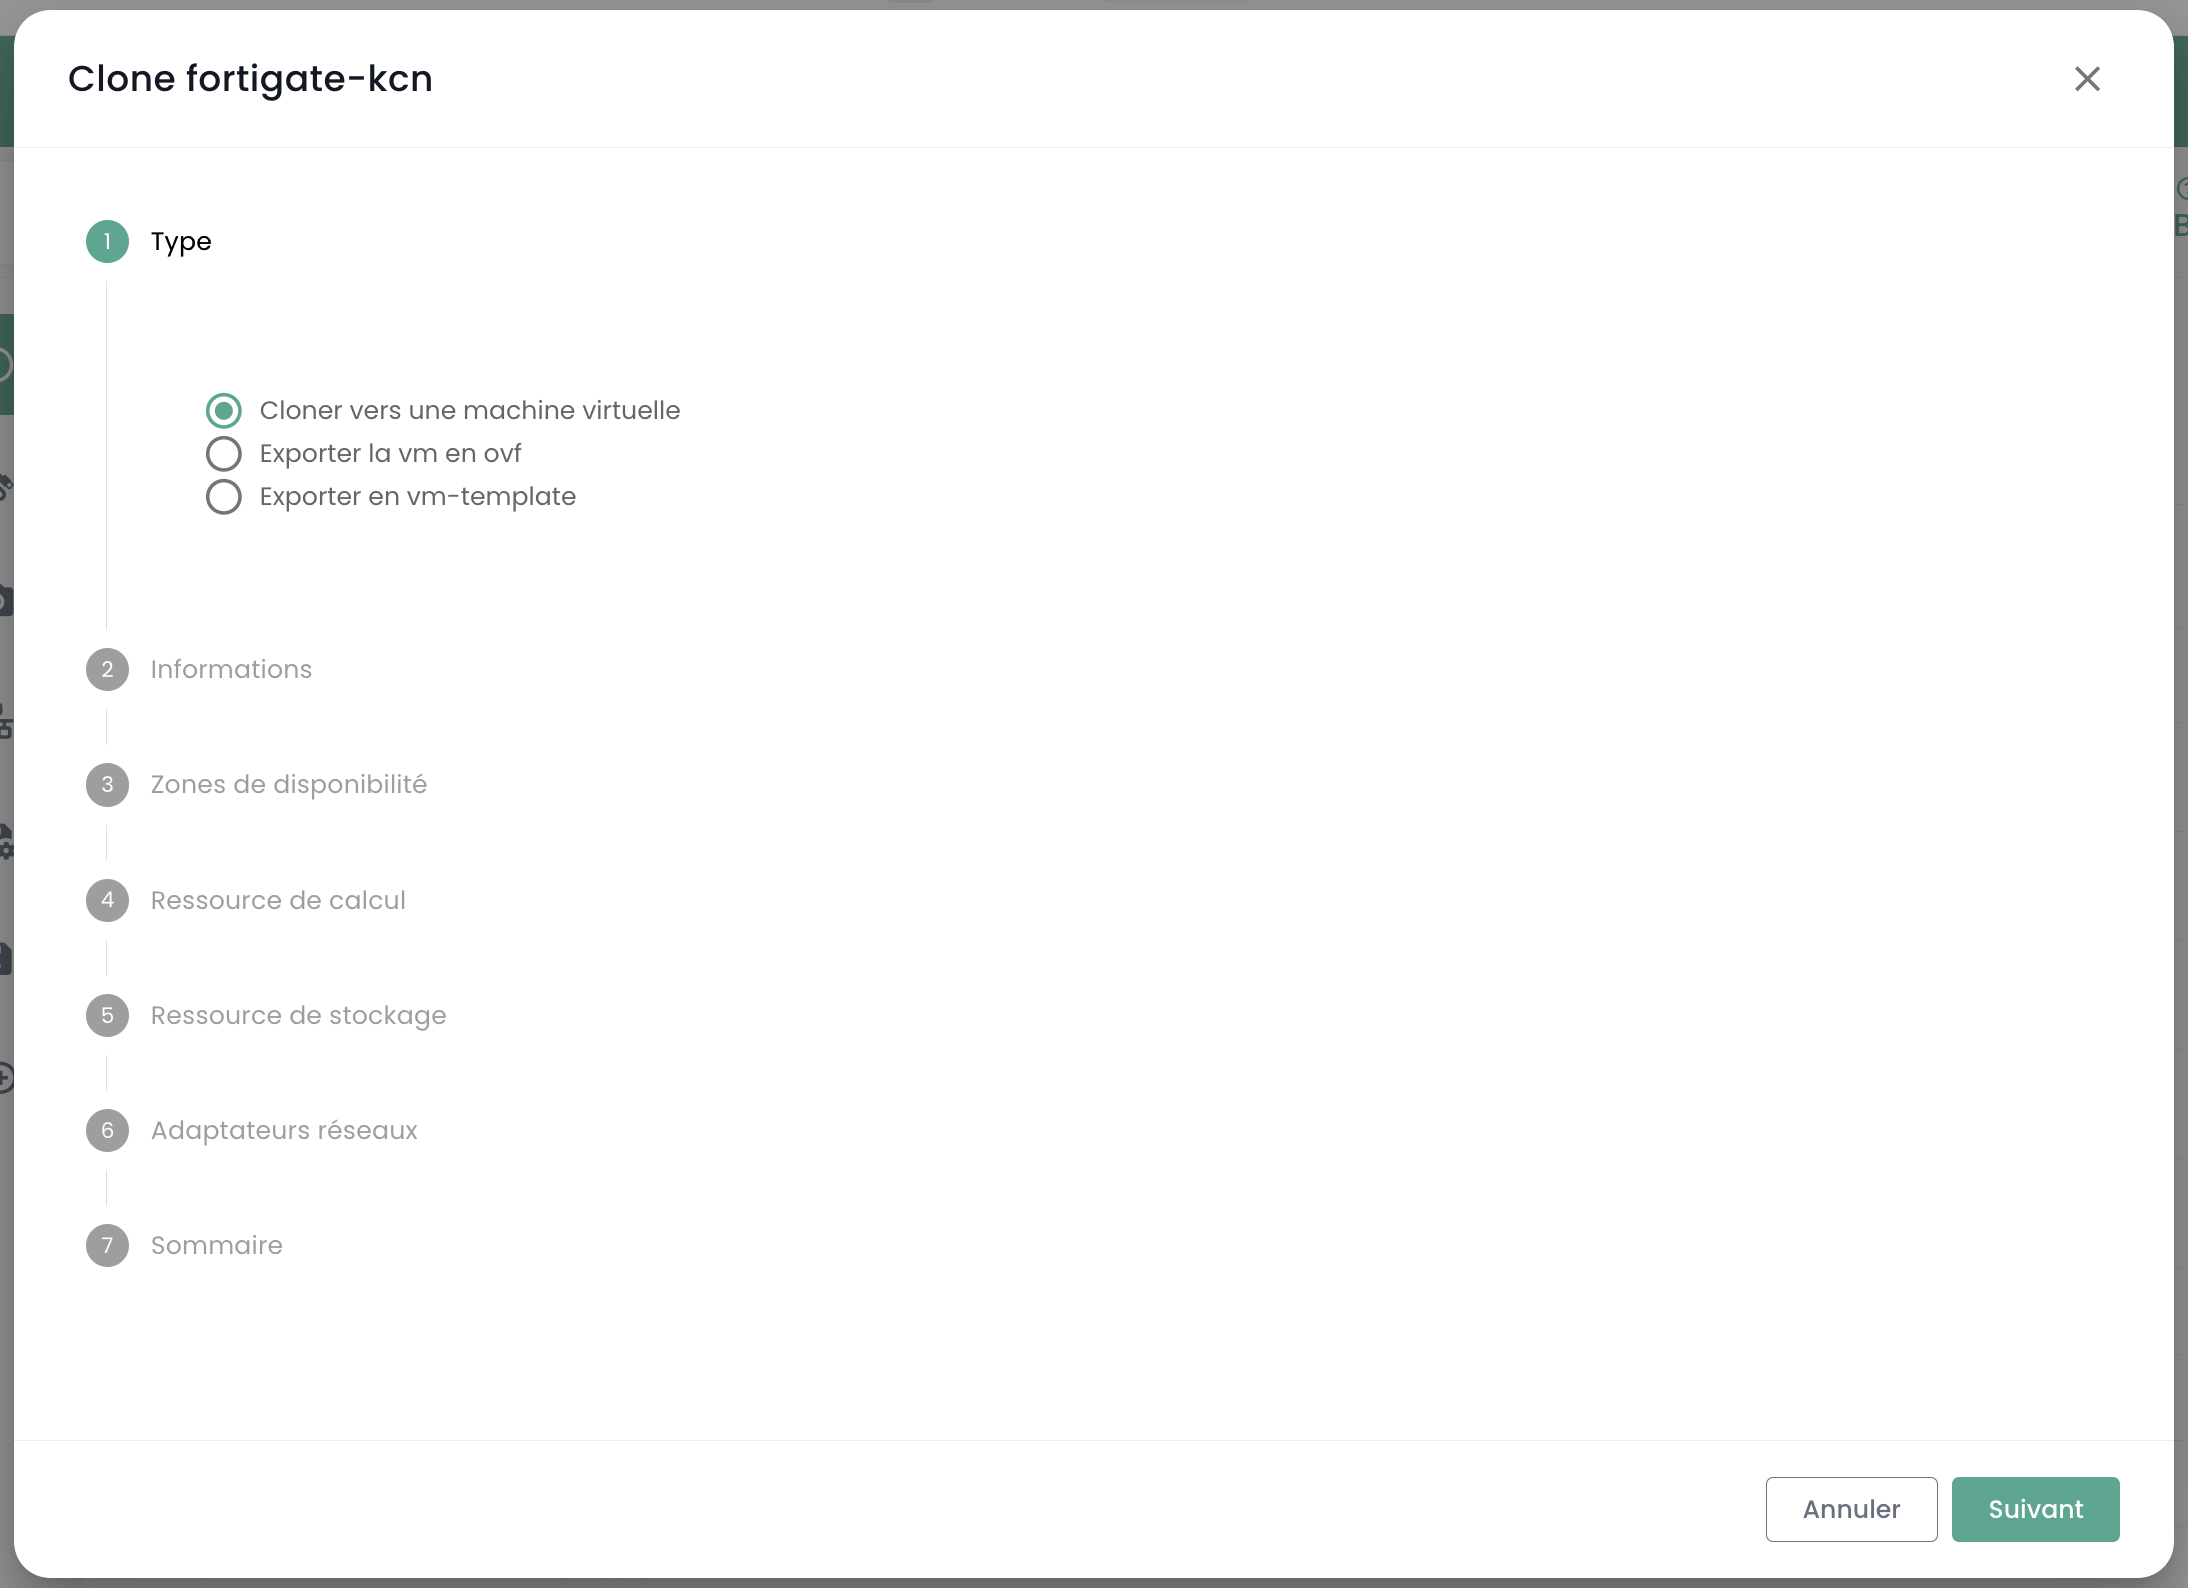 Clone fortigate-kcn
1 Type
Cloner vers une machine virtuelle
Exporter la vm en ovf
Exporter en vm-template
2 Informations
3 Zones de disponibilité
4 Ressource de calcul
5 Ressource de stockage
6 Adaptateurs réseaux
7 Sommaire
Annuler Suivant